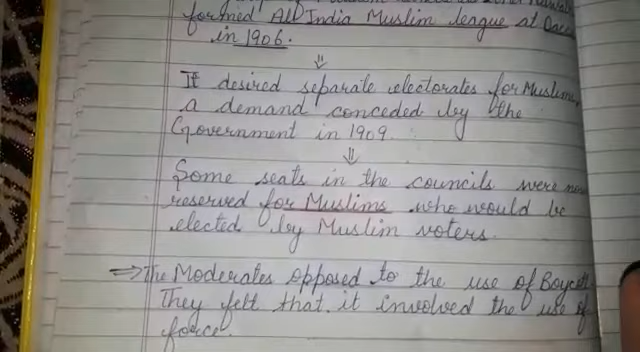 formed All India Muslim league at Dacca
in 1906.
⇓
It desired separate electorates for Muslims,
a demand conceded by the
Government in 1909.
⇓
Some seats in the councils were now
reserved for Muslims who would be
elected by Muslim voters.
⇒ The Moderates opposed to the use of Boycott.
They felt that it involved the use of
force.